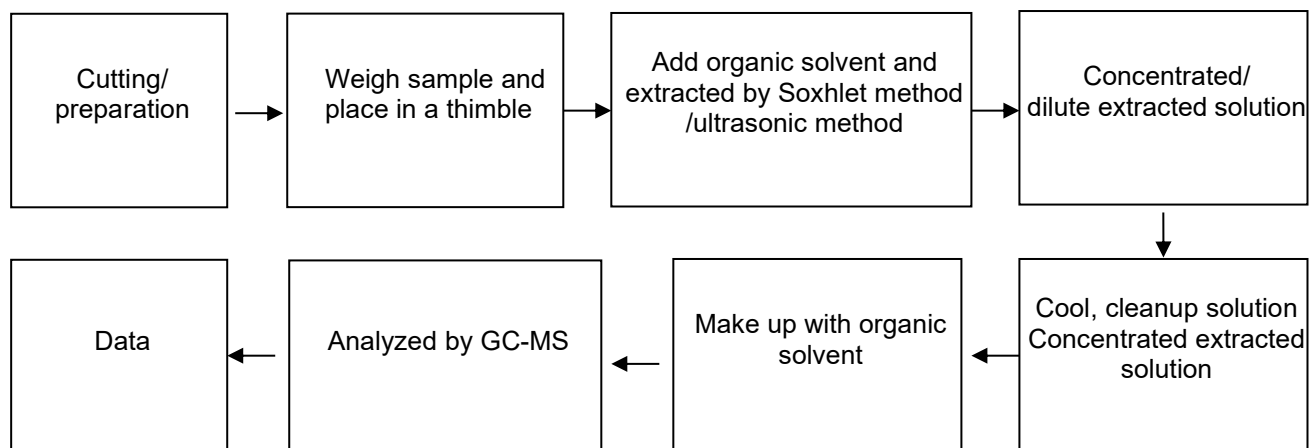 Cutting/
preparation
Weigh sample and
place in a thimble
Add organic solvent and
extracted by Soxhlet method
/ultrasonic method
Concentrated/
dilute extracted solution
Cool, cleanup solution
Concentrated extracted
solution
Make up with organic
solvent
Analyzed by GC-MS
Data